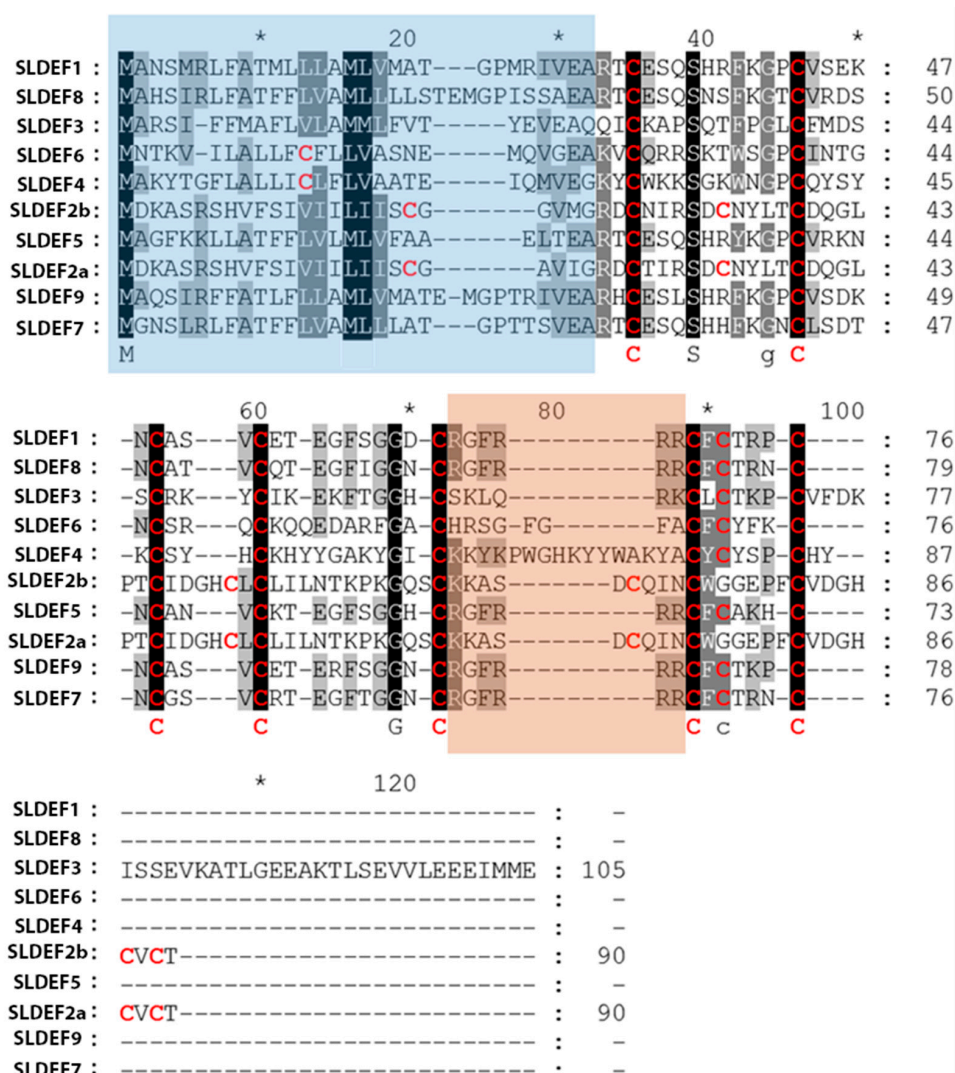 * 20 * 40 *
SLDEF1 : MANSMRLFATMLLLAMLVMAT---GPMRIVEARTCESQSHRFKGPCVSEK : 47
SLDEF8 : MAHSIRLFATFFLVAMLLLLSTEMGPISSAEARTCESQSNSFKGTCVRDS : 50
SLDEF3 : MARSI-FFMAFLVLAMMLFVT------YEVEAQQICKAPSQTFPGLCFMDS : 44
SLDEF6 : MNTKV-ILALLFCFLLVASNE------MQVGEAKVCQRRSKTWSGPCINTG : 44
SLDEF4 : MAKYTGFLALLICLFLVAATE------IQMVEGKYCWKKSGKWNGPCQYSY : 45
SLDEF2b: MDKASRSHVFSIVIILIISCG-------GVMGRDCNIRSDCNYLTCDQGL : 43
SLDEF5 : MAGFKKLLATFFLVLMLVFAA------ELTEARTCESQSHRYKGPCVRKN : 44
SLDEF2a: MDKASRSHVFSIVIILIISCG-------AVIGRDCTIRSDCNYLTCDQGL : 43
SLDEF9 : MAQSIRFFATLFLLAMLVMATE-MGPTRIVEARHCESLSHRFKGPCVSDK : 49
SLDEF7 : MGNSLRLFATFFLVAMLLLAT---GPTTSVEARTCESQSHHFKGNCLSDT : 47
M C S g C
60 * 80 * 100
SLDEF1 : -NCAS---VCET-EGFSGGD-CRGFR----------RRCFCTRP-C---- : 76
SLDEF8 : -NCAT---VCQT-EGFIGGN-CRGFR----------RRCFCTRN-C---- : 79
SLDEF3 : -SCRK---YCIK-EKFTGGH-CSKLQ----------RKCLCTKP-CVFDK : 77
SLDEF6 : -NCSR---QCKQQEDARFGA-CHRSG-FG-------FACFCYFK-C---- : 76
SLDEF4 : -KCSY---HCKHYYGAKYGI-CKKYKPWGHKYYWAKYACYCYSP-CHY-- : 87
SLDEF2b: PTCIDGHCLCLILNTKPKGQSCKKAS-------DCQINCWGGEPFCVDGH : 86
SLDEF5 : -NCAN---VCKT-EGFSGGH-CRGFR----------RRCFCAKH-C---- : 73
SLDEF2a: PTCIDGHCLCLILNTKPKGQSCKKAS-------DCQINCWGGEPFCVDGH : 86
SLDEF9 : -NCAS---VCET-ERFSGGN-CRGFR----------RRCFCTKP-C---- : 78
SLDEF7 : -NCGS---VCRT-EGFTGGN-CRGFR----------RRCFCTRN-C---- : 76
C C G C C c C
* 120
SLDEF1 : ---------------------------- : -
SLDEF8 : ---------------------------- : -
SLDEF3 : ISSEVKATLGEEAKTLSEVVLEEEIMME : 105
SLDEF6 : ---------------------------- : -
SLDEF4 : ---------------------------- : -
SLDEF2b: CVCT------------------------ : 90
SLDEF5 : ---------------------------- : -
SLDEF2a: CVCT------------------------ : 90
SLDEF9 : ---------------------------- : -
SLDEF7 : ---------------------------- : -